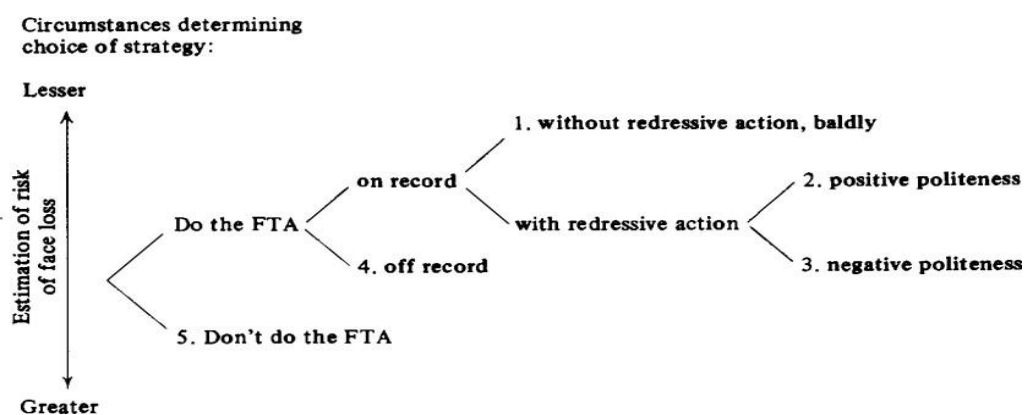 Circumstances determining
choice of strategy:
Lesser
Estimation of risk
of face loss
1. without redressive action, baldly
on record
2. positive politeness
Do the FTA
with redressive action
4. off record
3. negative politeness
5. Don't do the FTA
Greater